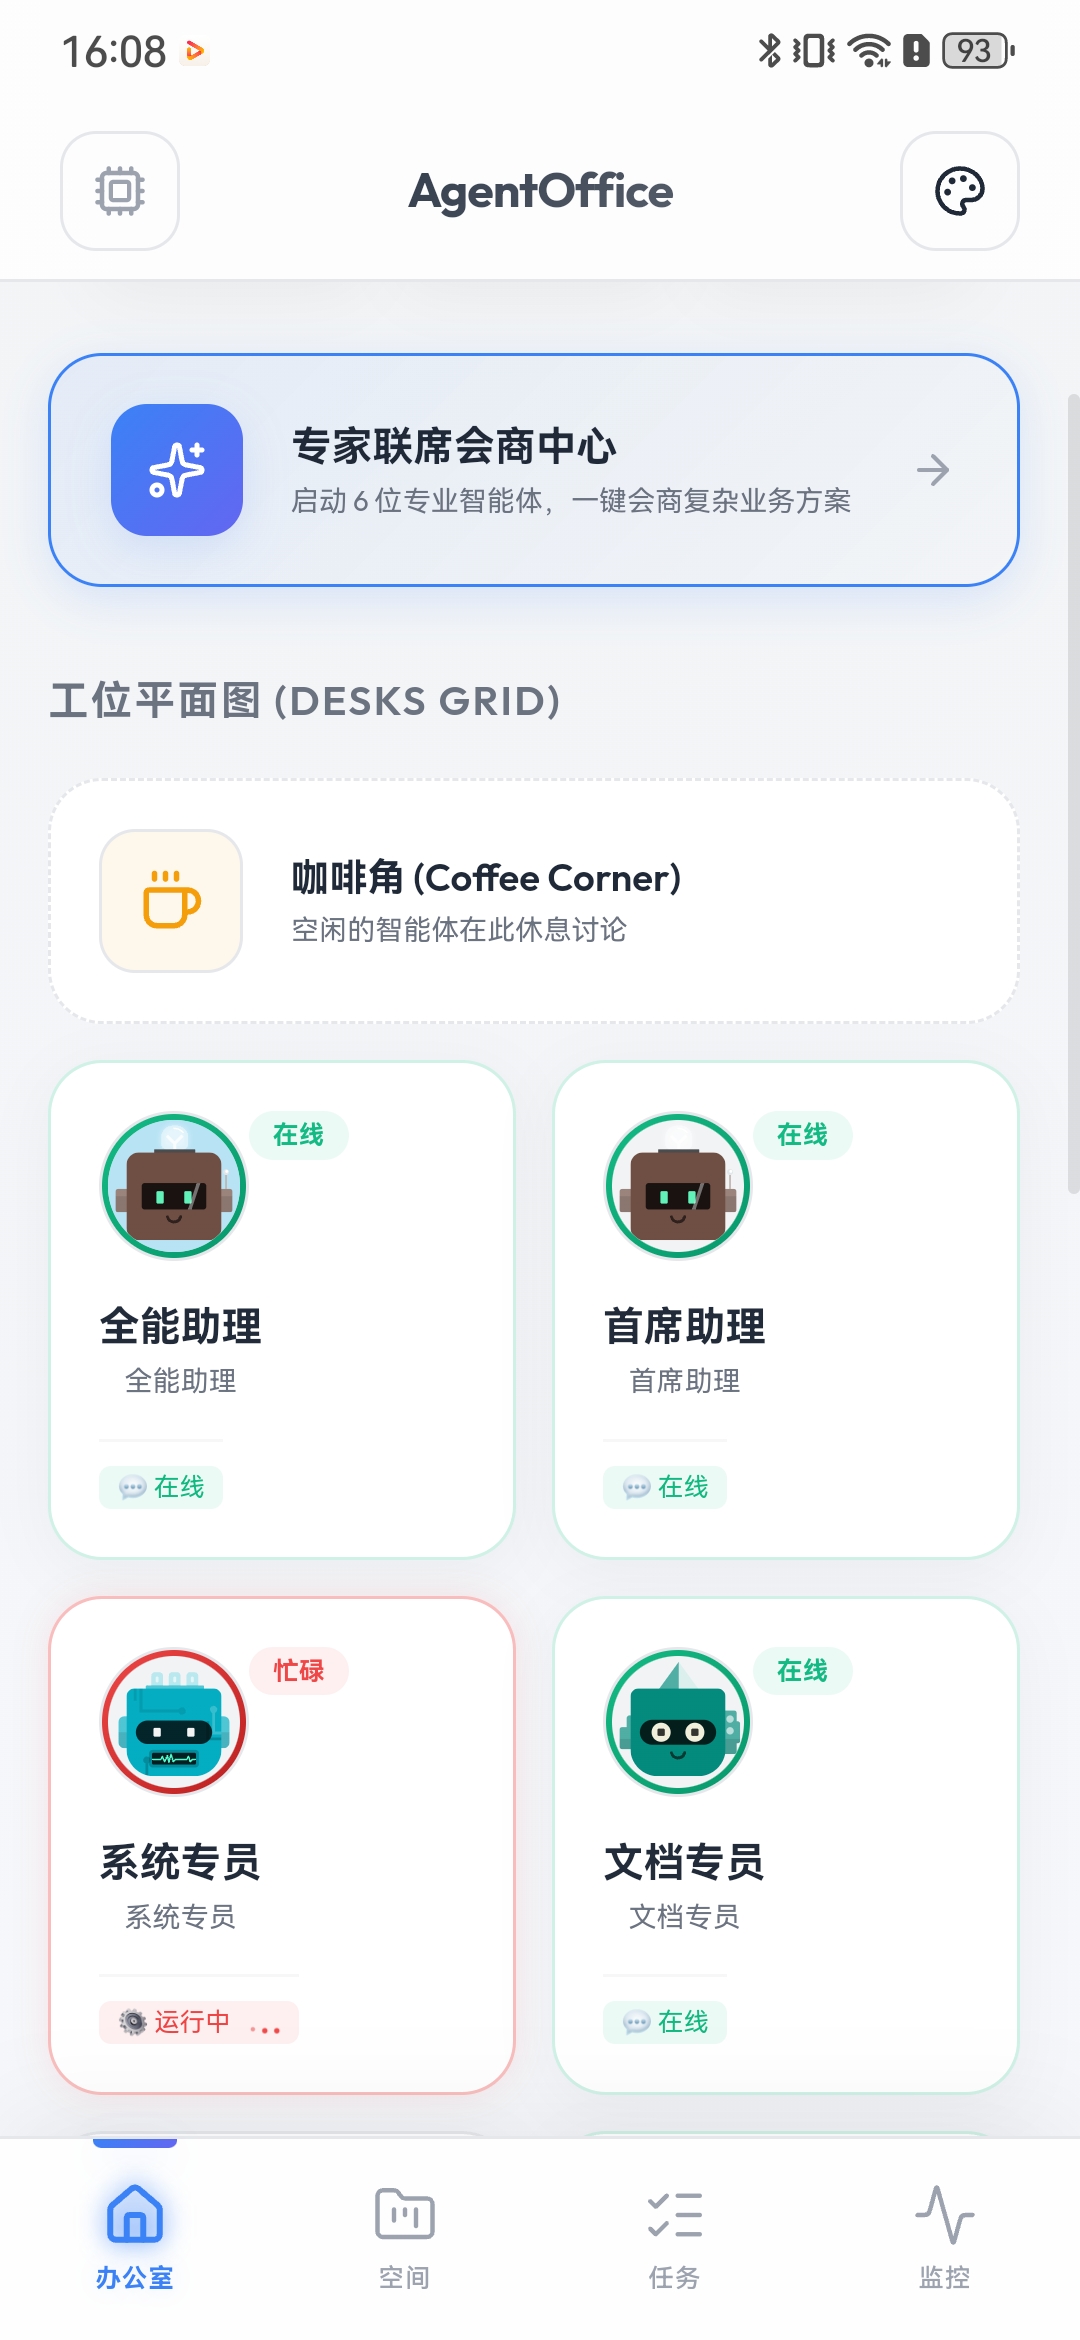 16:08
93
AgentOffice
专家联席会商中心
启动 6 位专业智能体，一键会商复杂业务方案
工位平面图 (DESKS GRID)
咖啡角 (Coffee Corner)
空闲的智能体在此休息讨论
在线
全能助理
全能助理
在线
在线
首席助理
首席助理
在线
忙碌
系统专员
系统专员
运行中 ...
在线
文档专员
文档专员
在线
办公室
空间
任务
监控